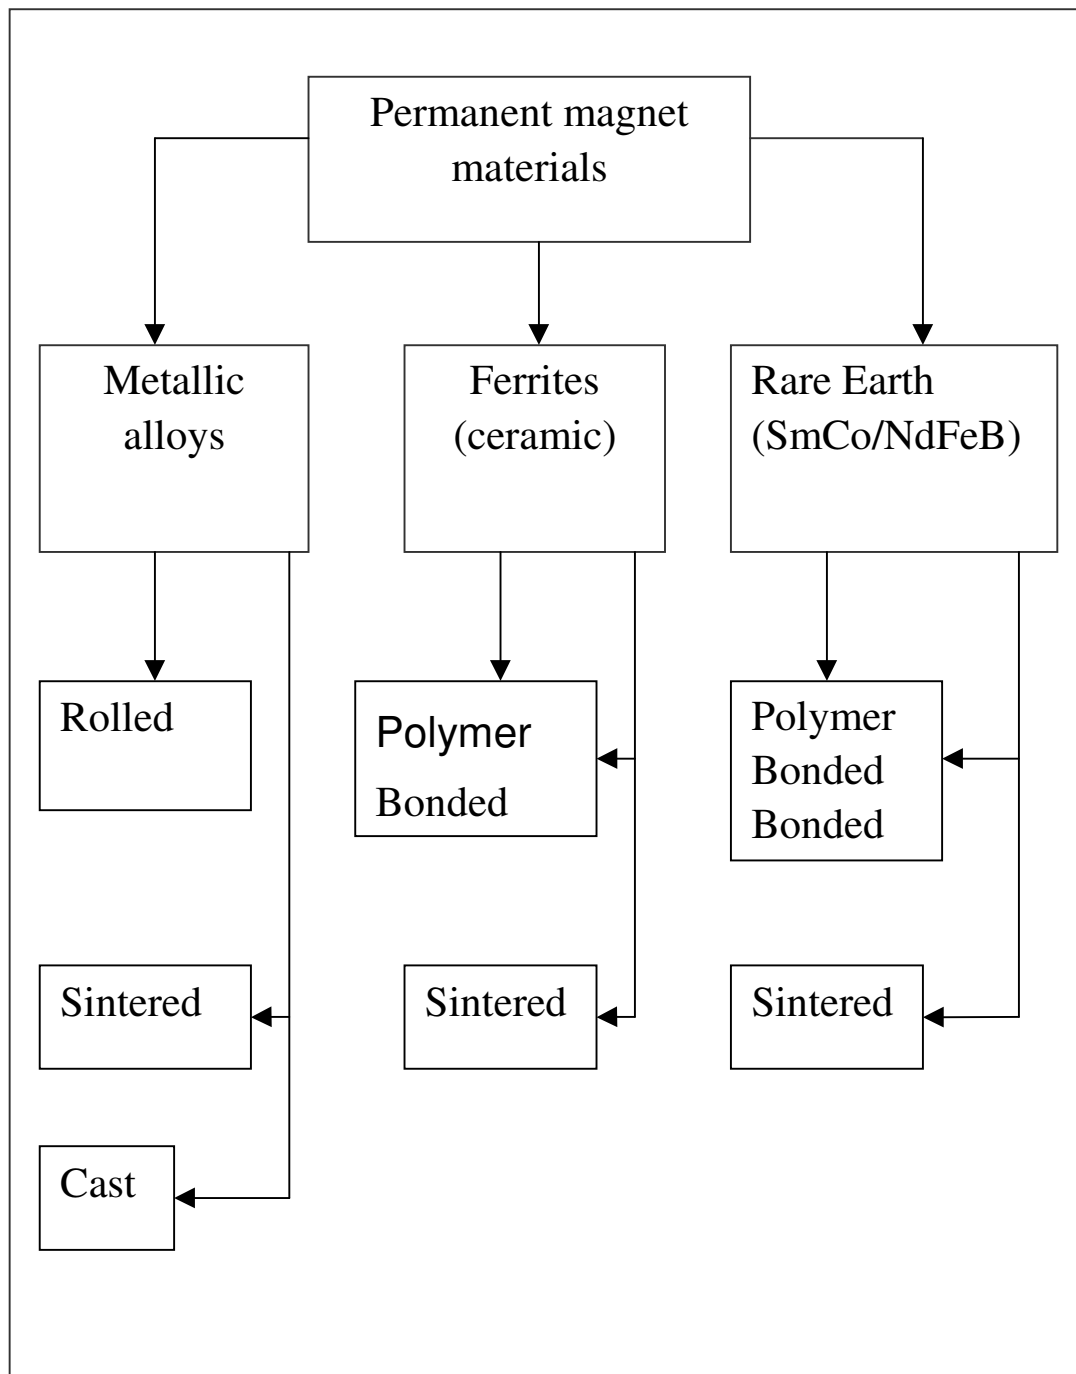 Permanent magnet
materials
Metallic
alloys
Ferrites
(ceramic)
Rare Earth
(SmCo/NdFeB)
Rolled
Polymer
Bonded
Polymer
Bonded
Bonded
Sintered
Sintered
Sintered
Cast